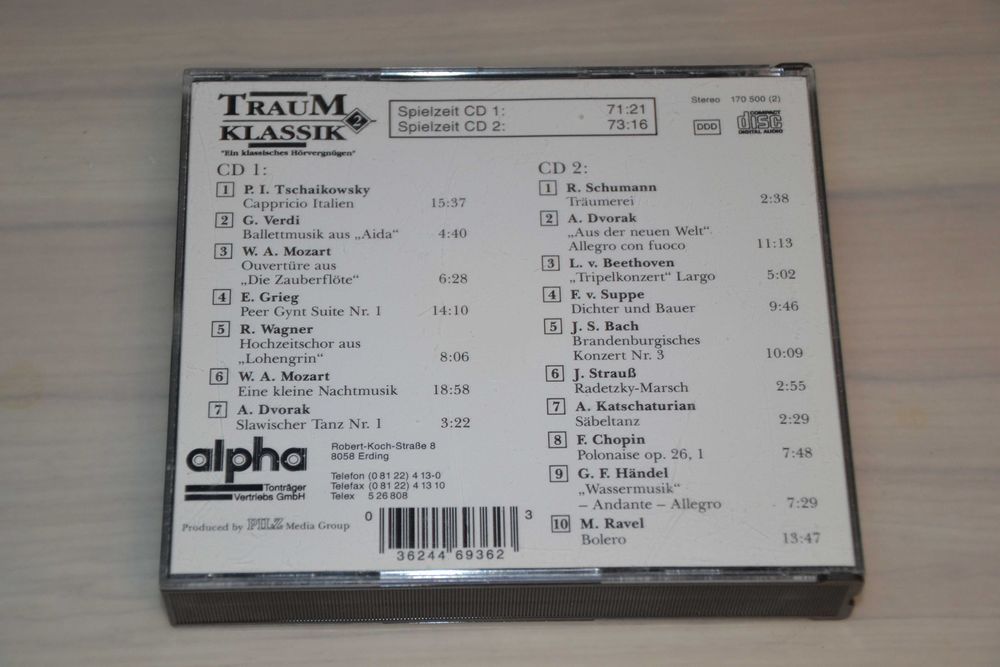 TRAUM
KLASSIK 2
"Ein klassisches Hörvergnügen"
Spielzeit CD 1: 71:21
Spielzeit CD 2: 73:16
Stereo 170 500 (2)
DDD
COMPACT
disc
DIGITAL AUDIO
CD 1:
1 P. I. Tschaikowsky
Cappricio Italien 15:37
2 G. Verdi
Ballettmusik aus „Aida“ 4:40
3 W. A. Mozart
Ouvertüre aus
„Die Zauberflöte“ 6:28
4 E. Grieg
Peer Gynt Suite Nr. 1 14:10
5 R. Wagner
Hochzeitschor aus
„Lohengrin“ 8:06
6 W. A. Mozart
Eine kleine Nachtmusik 18:58
7 A. Dvorak
Slawischer Tanz Nr. 1 3:22
CD 2:
1 R. Schumann
Träumerei 2:38
2 A. Dvorak
„Aus der neuen Welt“
Allegro con fuoco 11:13
3 L. v. Beethoven
„Tripelkonzert“ Largo 5:02
4 F. v. Suppe
Dichter und Bauer 9:46
5 J. S. Bach
Brandenburgisches
Konzert Nr. 3 10:09
6 J. Strauß
Radetzky-Marsch 2:55
7 A. Katschaturian
Säbeltanz 2:29
8 F. Chopin
Polonaise op. 26, 1 7:48
9 G. F. Händel
„Wassermusik“
– Andante – Allegro 7:29
10 M. Ravel
Bolero 13:47
alpha
Tonträger
Vertriebs GmbH
Robert-Koch-Straße 8
8058 Erding
Telefon (0 81 22) 4 13-0
Telefax (0 81 22) 4 13 10
Telex 5 26 808
Produced by PILZ Media Group
0 36244 69362 3